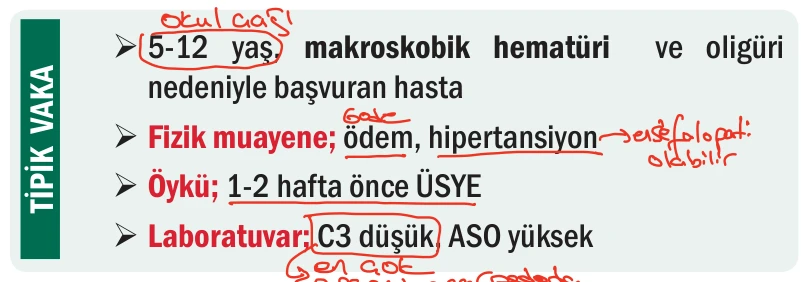 okul çağı
TİPİK VAKA
➤ 5-12 yaş, makroskobik hematüri ve oligüri
nedeniyle başvuran hasta
➤ Fizik muayene; ödem, hipertansiyon → ensefalopati
olabilir
➤ Öykü; 1-2 hafta önce ÜSYE
➤ Laboratuvar; C3 düşük, ASO yüksek
en çok